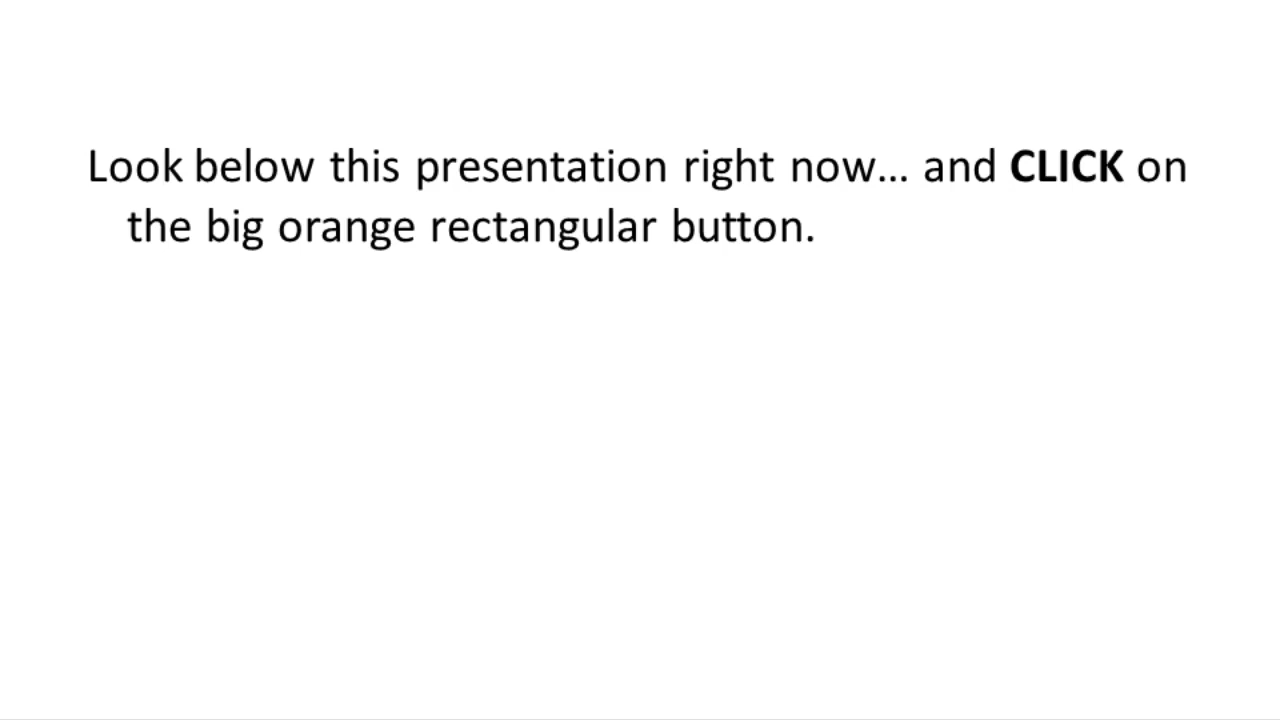 Look below this presentation right now... and CLICK on
the big orange rectangular button.